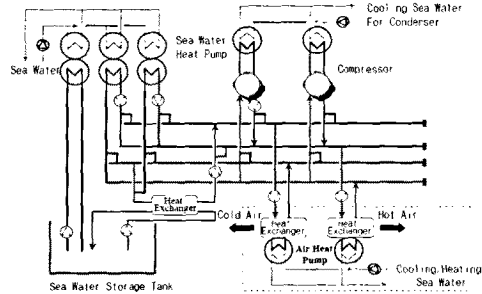 Cooling Sea Water
For Condenser
Sea Water
Heat Pump
Sea Water
Compressor
Heat
Exchanger
Cold Air
Heat
Exchanger
Heat
Exchanger
Hot Air
Air Heat
Pump
Cooling,Heating
Sea Water
Sea Water Storage Tank